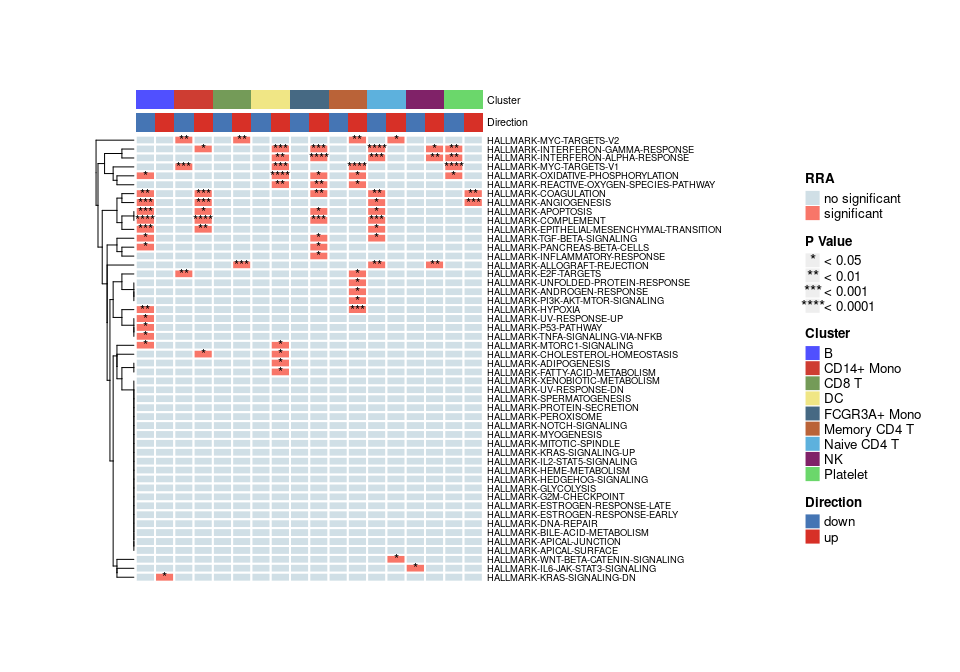 Cluster
Direction
** ** ** * HALLMARK-MYC-TARGETS-V2
* *** *** **** * ** HALLMARK-INTERFERON-GAMMA-RESPONSE
** **** *** ** ** HALLMARK-INTERFERON-ALPHA-RESPONSE
*** *** **** **** HALLMARK-MYC-TARGETS-V1
* **** * * * HALLMARK-OXIDATIVE-PHOSPHORYLATION
** ** * HALLMARK-REACTIVE-OXYGEN-SPECIES-PATHWAY
** *** ** ** ** HALLMARK-COAGULATION
*** *** * *** HALLMARK-ANGIOGENESIS
*** * * * HALLMARK-APOPTOSIS
**** **** *** *** HALLMARK-COMPLEMENT
*** ** * HALLMARK-EPITHELIAL-MESENCHYMAL-TRANSITION
* * * HALLMARK-TGF-BETA-SIGNALING
* * HALLMARK-PANCREAS-BETA-CELLS
* HALLMARK-INFLAMMATORY-RESPONSE
*** ** ** HALLMARK-ALLOGRAFT-REJECTION
** * HALLMARK-E2F-TARGETS
* HALLMARK-UNFOLDED-PROTEIN-RESPONSE
* HALLMARK-ANDROGEN-RESPONSE
* HALLMARK-PI3K-AKT-MTOR-SIGNALING
** *** HALLMARK-HYPOXIA
* HALLMARK-UV-RESPONSE-UP
* HALLMARK-P53-PATHWAY
* HALLMARK-TNFA-SIGNALING-VIA-NFKB
* * HALLMARK-MTORC1-SIGNALING
* * HALLMARK-CHOLESTEROL-HOMEOSTASIS
* HALLMARK-ADIPOGENESIS
* HALLMARK-FATTY-ACID-METABOLISM
HALLMARK-XENOBIOTIC-METABOLISM
HALLMARK-UV-RESPONSE-DN
HALLMARK-SPERMATOGENESIS
HALLMARK-PROTEIN-SECRETION
HALLMARK-PEROXISOME
HALLMARK-NOTCH-SIGNALING
HALLMARK-MYOGENESIS
HALLMARK-MITOTIC-SPINDLE
HALLMARK-KRAS-SIGNALING-UP
HALLMARK-IL2-STAT5-SIGNALING
HALLMARK-HEME-METABOLISM
HALLMARK-HEDGEHOG-SIGNALING
HALLMARK-GLYCOLYSIS
HALLMARK-G2M-CHECKPOINT
HALLMARK-ESTROGEN-RESPONSE-LATE
HALLMARK-ESTROGEN-RESPONSE-EARLY
HALLMARK-DNA-REPAIR
HALLMARK-BILE-ACID-METABOLISM
HALLMARK-APICAL-JUNCTION
HALLMARK-APICAL-SURFACE
* HALLMARK-WNT-BETA-CATENIN-SIGNALING
* HALLMARK-IL6-JAK-STAT3-SIGNALING
* HALLMARK-KRAS-SIGNALING-DN
RRA
no significant
significant
P Value
* < 0.05
** < 0.01
*** < 0.001
**** < 0.0001
Cluster
B
CD14+ Mono
CD8 T
DC
FCGR3A+ Mono
Memory CD4 T
Naive CD4 T
NK
Platelet
Direction
down
up